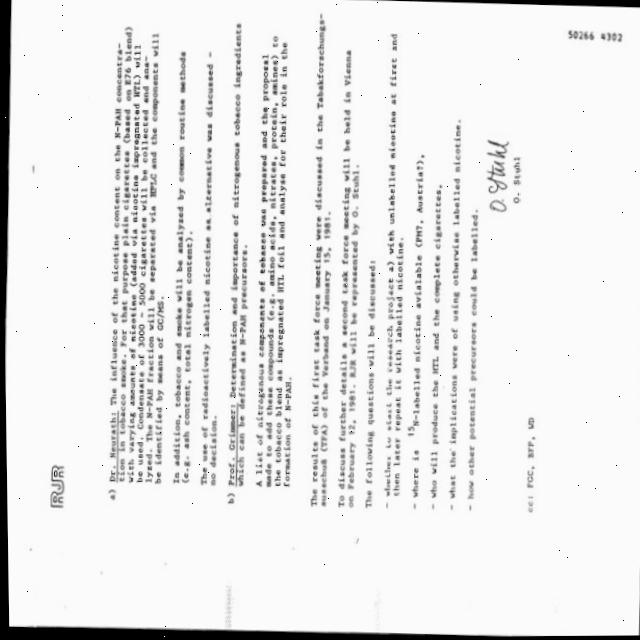 50266 4302
RJR
a) Dr. Neurath: The influence of the nicotine content on the N-PAH concentra-
tion in tobacco smoke. For that purpose plain cigarettes (based on E76 blend)
with varying amounts of nicotine (added via nicotine impregnated HTL) will
be used. Condensate of 3000 - 5000 cigarettes will be collected and ana-
lyzed. The N-PAH fraction will be separated via HPLC and the components will
be identified by means of GC/MS.
In addition, tobacco and smoke will be analyzed by common routine methods
(e.g. ash content, total nitrogen content).
The use of radioactively labelled nicotine as alternative was discussed -
no decision.
b) Prof. Grimmer: Determination and importance of nitrogenous tobacco ingredients
which can be defined as N-PAH precursors.
A list of nitrogenous components of tobacco was prepared and the proposal
made to add these compounds (e.g. amino acids, nitrates, protein, amines) to
the tobacco blend as impregnated HTL foil and analyse for their role in the
formation of N-PAH.
The results of this first task force meeting were discussed in the Tabakforschungs-
ausschuß (TFA) of the Verband on January 15, 1981.
To discuss further details a second task force meeting will be held in Vienna
on February 12, 1981. RJR will be represented by O. Stuhl.
The following questions will be discussed:
- whether to start the research project a) with unlabelled nicotine at first and
then later repeat it with labelled nicotine.
- where is 15N-labelled nicotine avialable (PM?, Austria?),
- who will produce the HTL and the complete cigarettes,
- what the implications were of using otherwise labelled nicotine.
- how other potential precursors could be labelled.
O. Stuhl
O. Stuhl
cc: FGC, BFP, WD